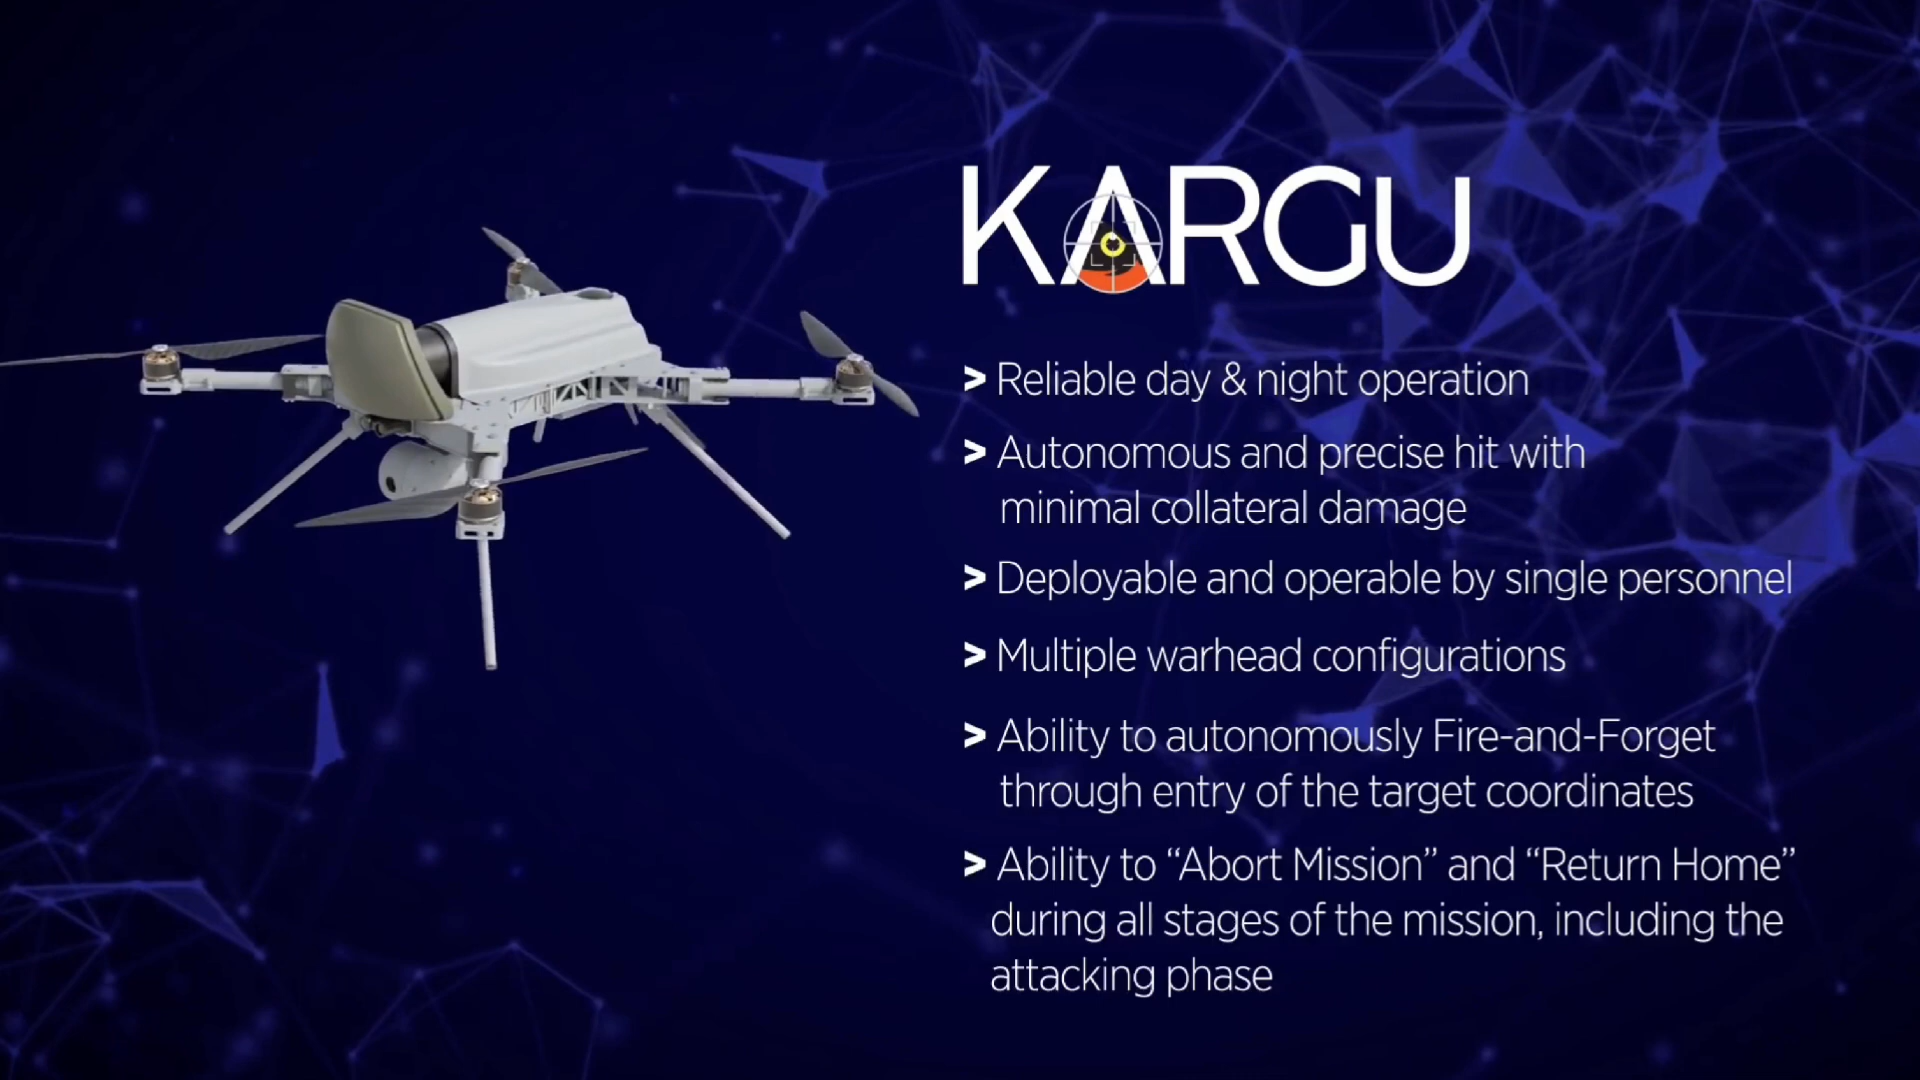 KARGU
> Reliable day & night operation
> Autonomous and precise hit with
minimal collateral damage
> Deployable and operable by single personnel
> Multiple warhead configurations
> Ability to autonomously Fire-and-Forget
through entry of the target coordinates
> Ability to “Abort Mission” and “Return Home”
during all stages of the mission, including the
attacking phase